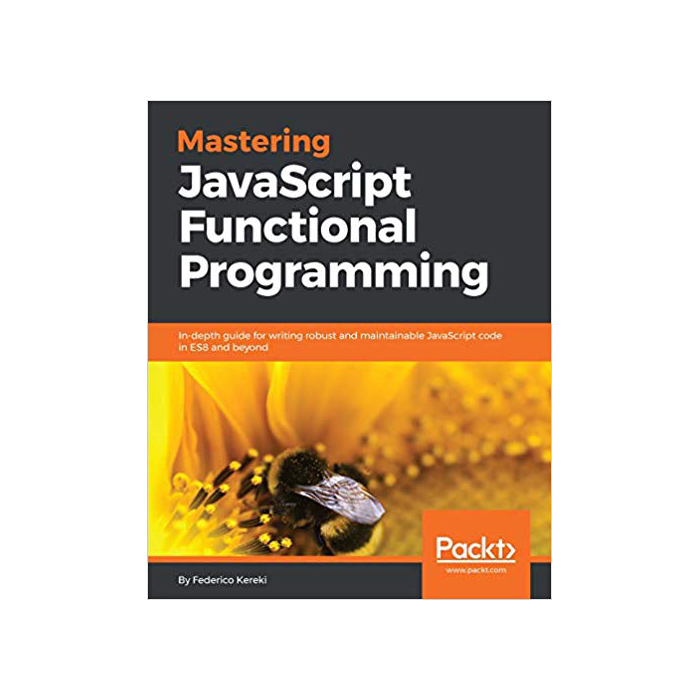 Mastering
JavaScript
Functional
Programming
In-depth guide for writing robust and maintainable JavaScript code
in ES8 and beyond
Packt>
www.packt.com
By Federico Kereki